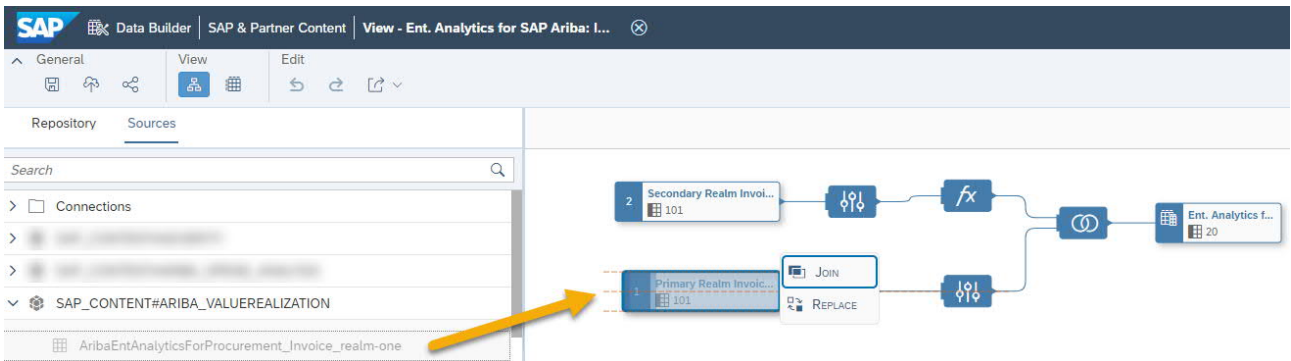 SAP Data Builder SAP & Partner Content View - Ent. Analytics for SAP Ariba: I...
General View Edit
Repository Sources
Search
Connections
SAP_CONTENT#ARIBA_VALUEREALIZATION
AribaEntAnalyticsForProcurement_Invoice_realm-one
2 Secondary Realm Invoi...
101
fx
Ent. Analytics f...
20
1 Primary Realm Invoic...
101
JOIN
REPLACE